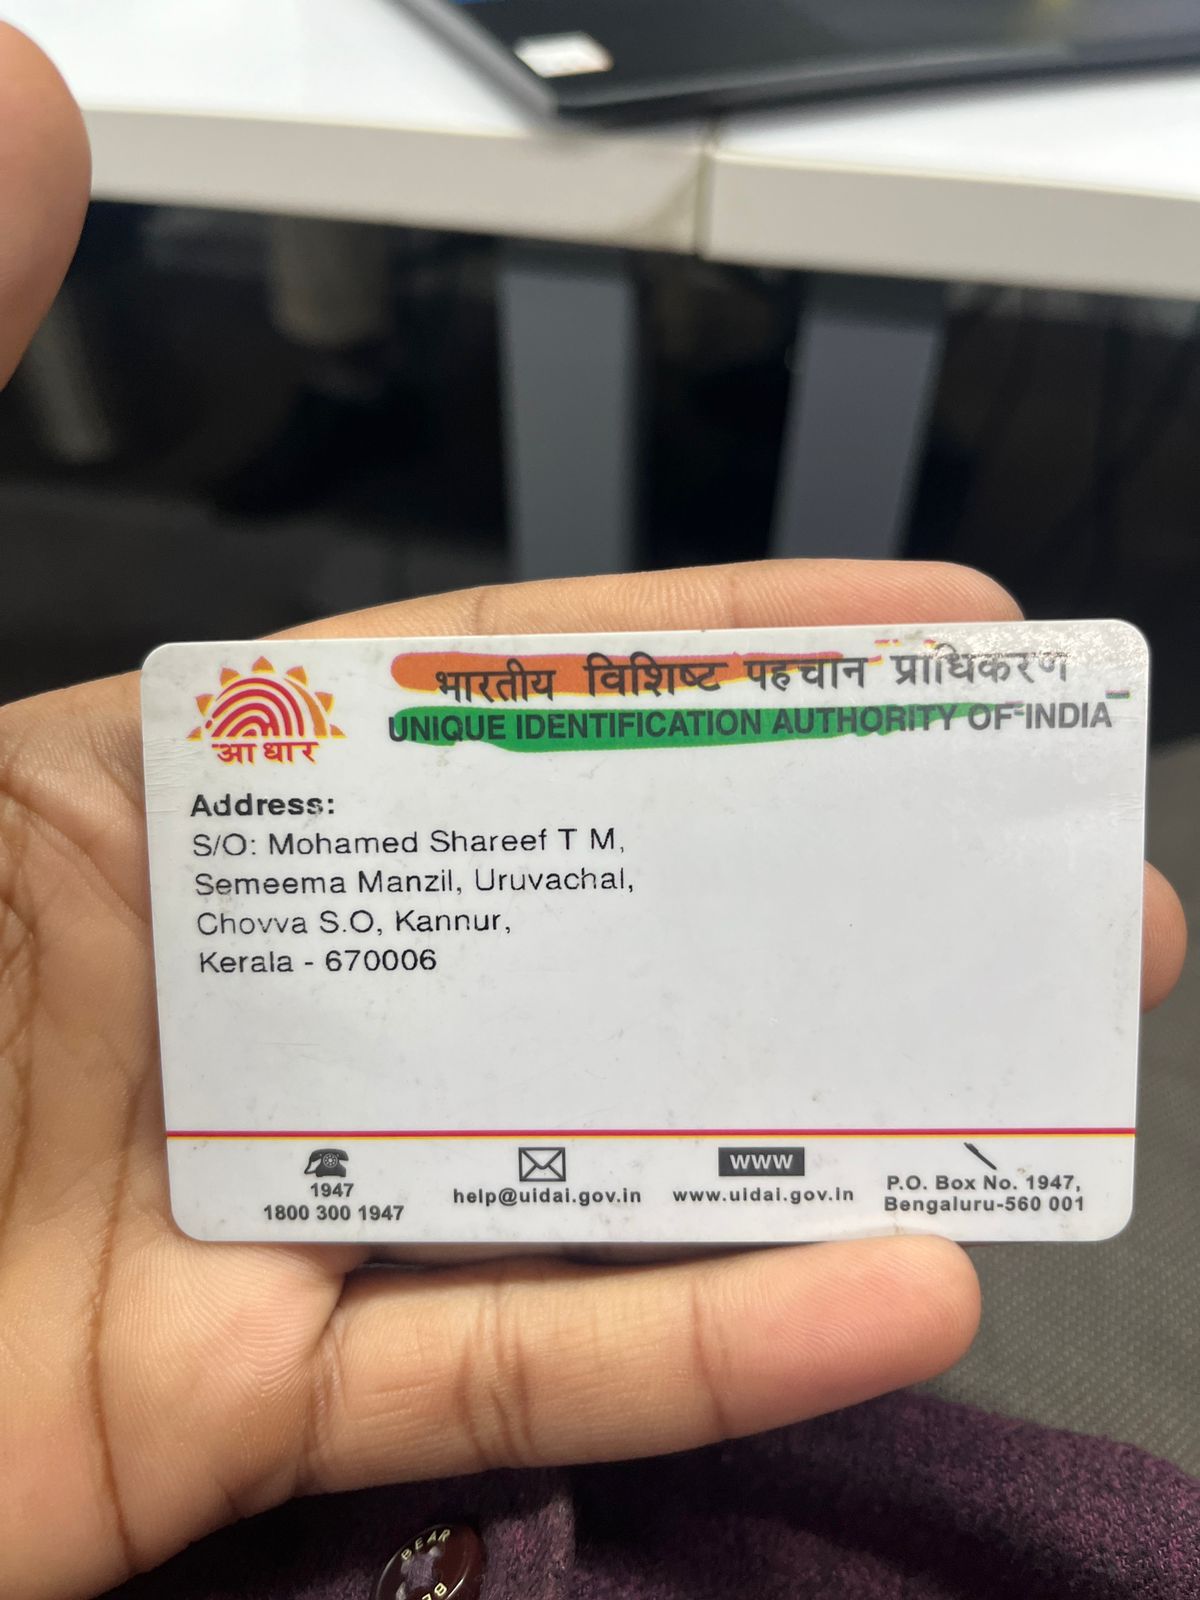 आधार
भारतीय विशिष्ट पहचान प्राधिकरण
UNIQUE IDENTIFICATION AUTHORITY OF INDIA
Address:
S/O: Mohamed Shareef T M,
Semeema Manzil, Uruvachal,
Chovva S.O, Kannur,
Kerala - 670006
1947
1800 300 1947
help@uidai.gov.in
www
www.uidai.gov.in
P.O. Box No. 1947,
Bengaluru-560 001
BEAR